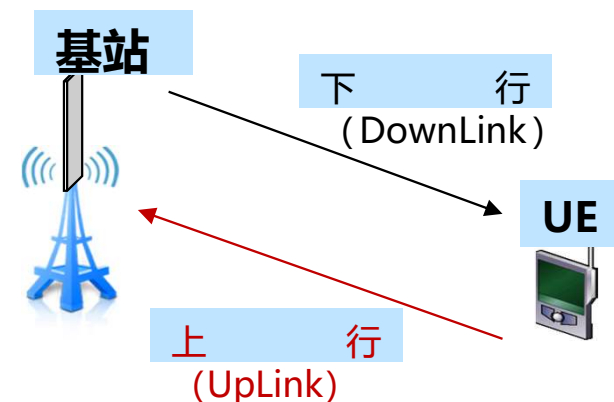 基站
下 行
（DownLink）
UE
上 行
（UpLink）